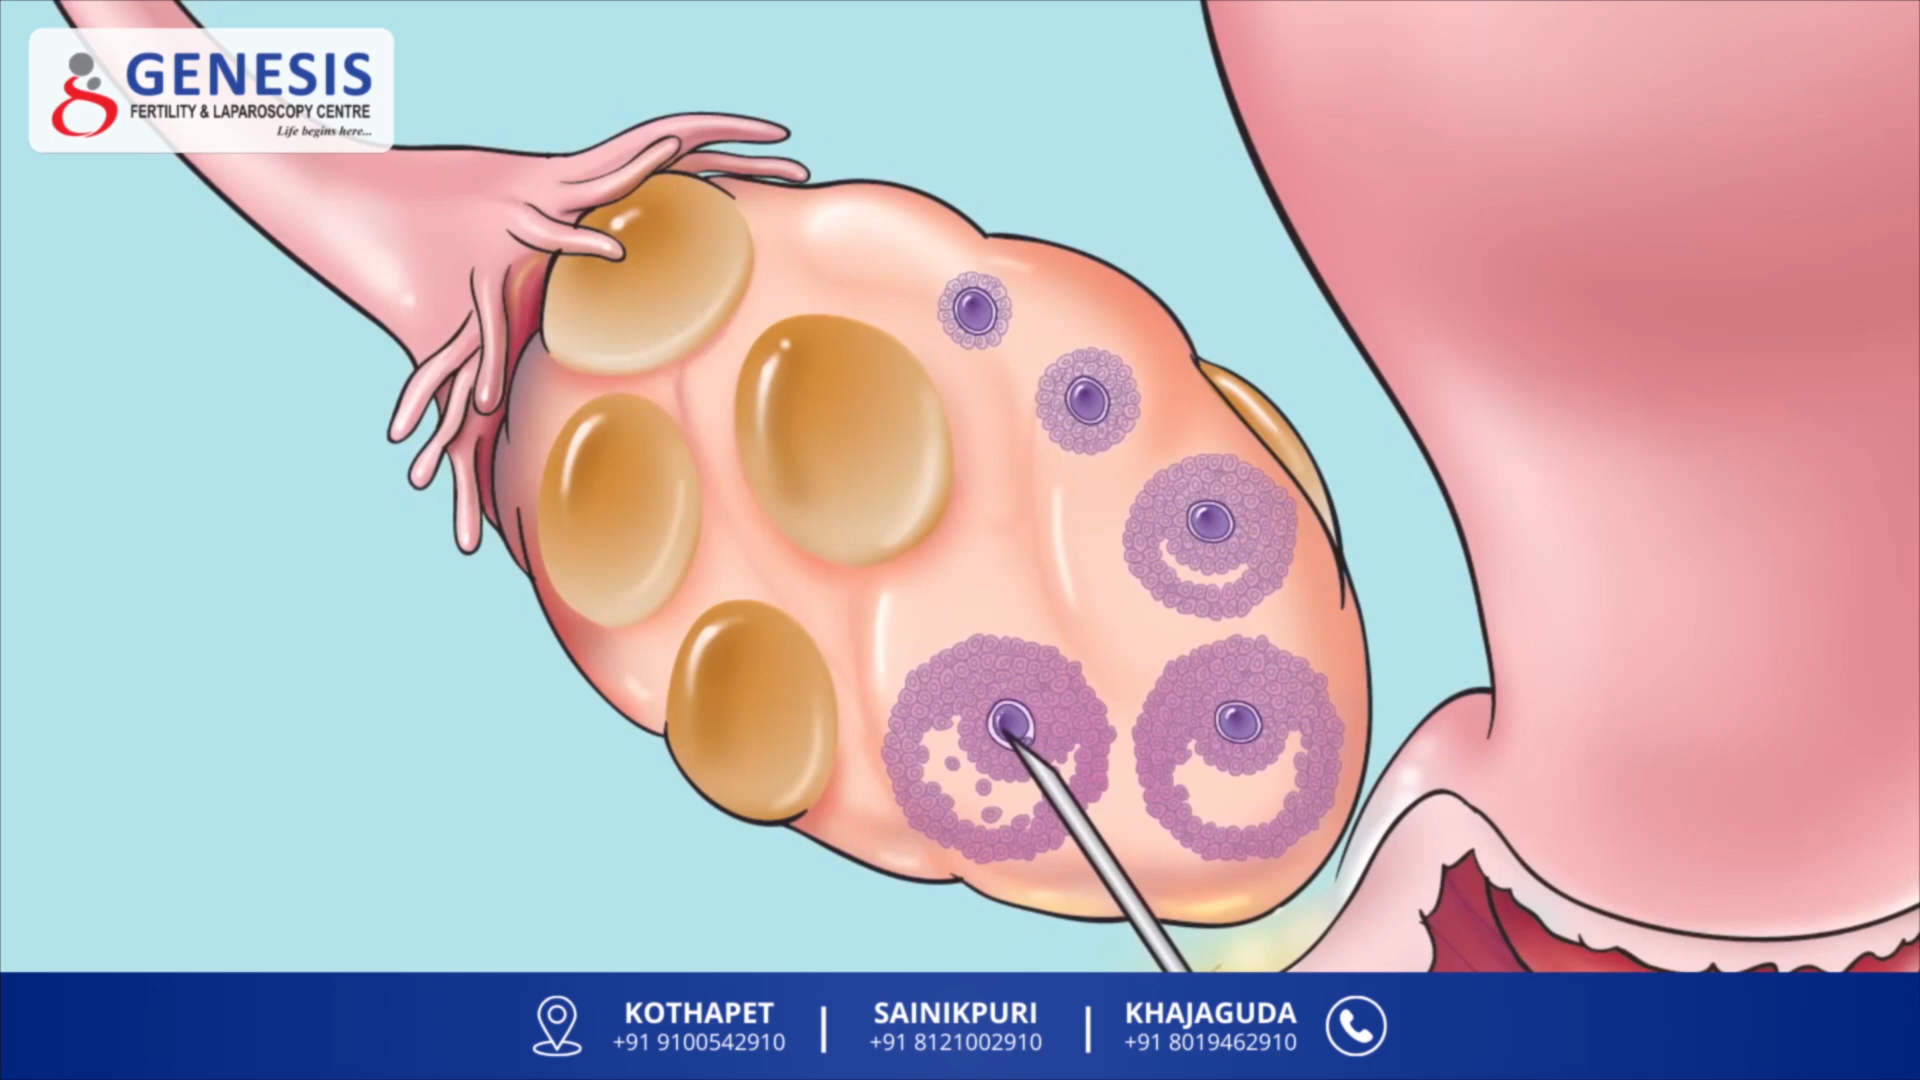 GENESIS
FERTILITY & LAPAROSCOPY CENTRE
Life begins here...
KOTHAPET
+91 9100542910
SAINIKPURI
+91 8121002910
KHAJAGUDA
+91 8019462910